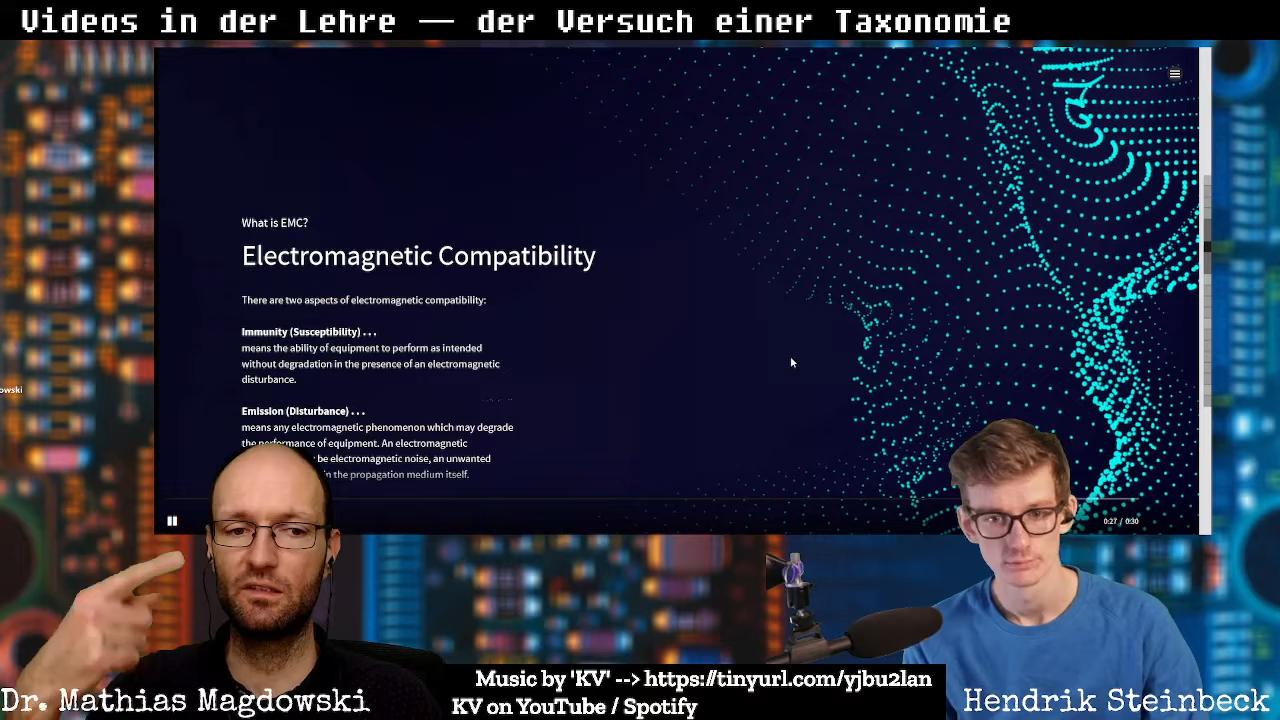 Videos in der Lehre — der Versuch einer Taxonomie
What is EMC?
Electromagnetic Compatibility
There are two aspects of electromagnetic compatibility:
Immunity (Susceptibility) . . .
means the ability of equipment to perform as intended
without degradation in the presence of an electromagnetic
disturbance.
owski
Emission (Disturbance) . . .
means any electromagnetic phenomenon which may degrade
the performance of equipment. An electromagnetic
be electromagnetic noise, an unwanted
in the propagation medium itself.
0:27 / 0:30
Music by 'KV' --> https://tinyurl.com/yjbu2lan
KV on YouTube / Spotify
Dr. Mathias Magdowski
Hendrik Steinbeck